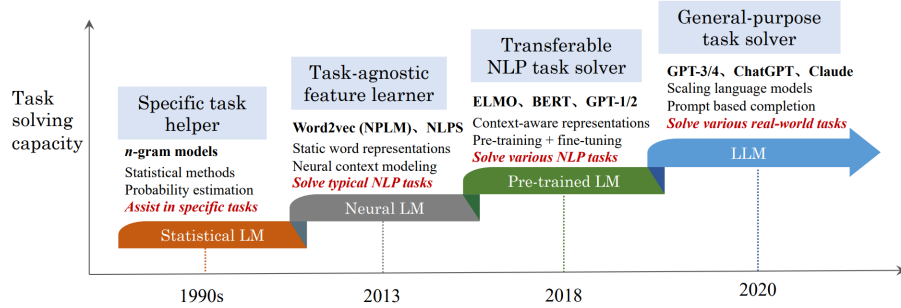 Task
solving
capacity
Specific task
helper
n-gram models
Statistical methods
Probability estimation
Assist in specific tasks
Statistical LM
1990s
Task-agnostic
feature learner
Word2vec (NPLM)、NLPS
Static word representations
Neural context modeling
Solve typical NLP tasks
Neural LM
2013
Transferable
NLP task solver
ELMO、BERT、GPT-1/2
Context-aware representations
Pre-training + fine-tuning
Solve various NLP tasks
Pre-trained LM
2018
General-purpose
task solver
GPT-3/4、ChatGPT、Claude
Scaling language models
Prompt based completion
Solve various real-world tasks
LLM
2020